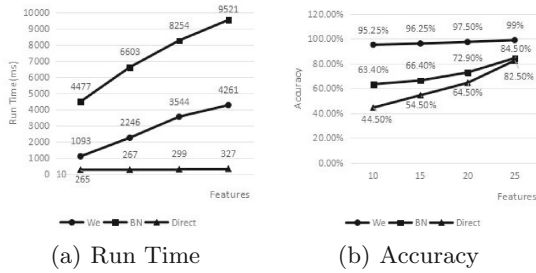 10000
9521
9000
8254
8000
7000
6603
6000
5000
4477
4261
4000
3544
3000
2246
2000
1093
1000
267 299 327
0 10
265
Run Time(ms)
Features
We BN Direct
(a) Run Time
120.00%
95.25% 96.25% 97.50% 99%
100.00%
84.50%
80.00%
63.40% 66.40% 72.90%
60.00%
82.50%
64.50%
54.50%
44.50%
40.00%
20.00%
0.00%
Accuracy
10 15 20 25
Features
We BN Direct
(b) Accuracy